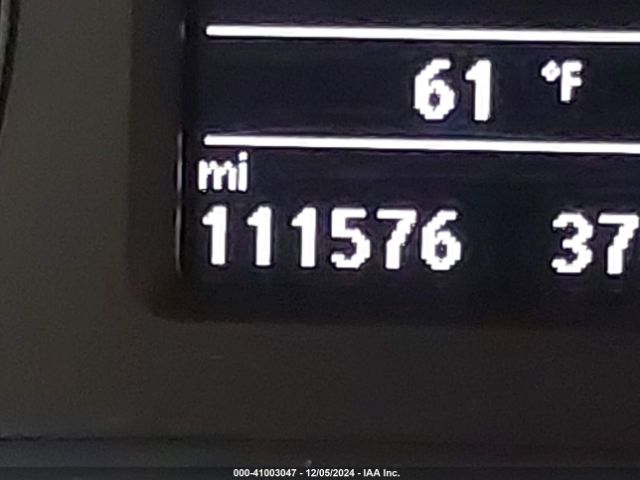 61 °F
mi
111576 37
000-41003047 - 12/05/2024 - IAA Inc.